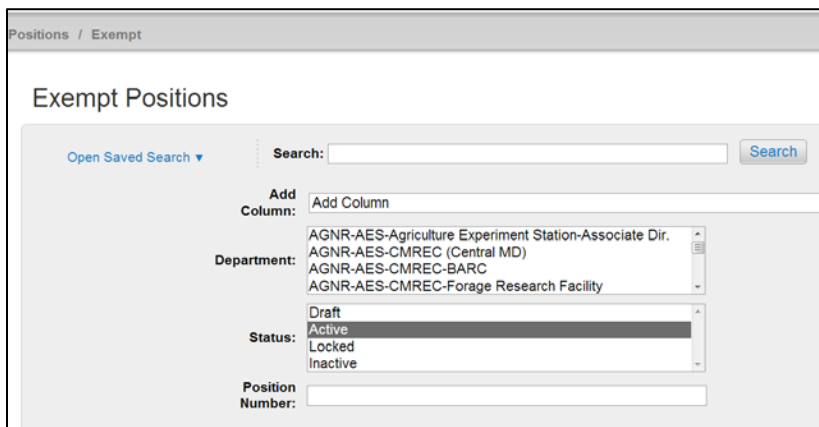 Positions / Exempt
Exempt Positions
Open Saved Search ▼ Search: Search
Add Column: Add Column
Department: AGNR-AES-Agriculture Experiment Station-Associate Dir.
AGNR-AES-CMREC (Central MD)
AGNR-AES-CMREC-BARC
AGNR-AES-CMREC-Forage Research Facility
Status: Draft
Active
Locked
Inactive
Position Number: